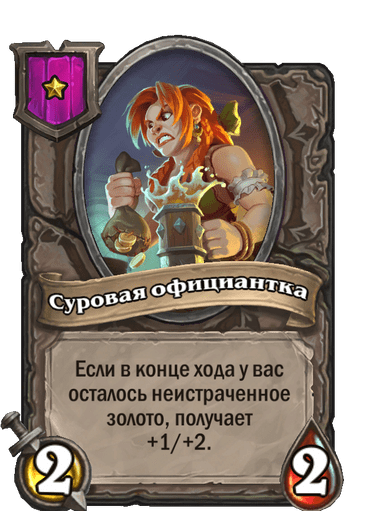 Суровая официантка
Если в конце хода у вас
осталось неистраченное
золото, получает
+1/+2.
2
2